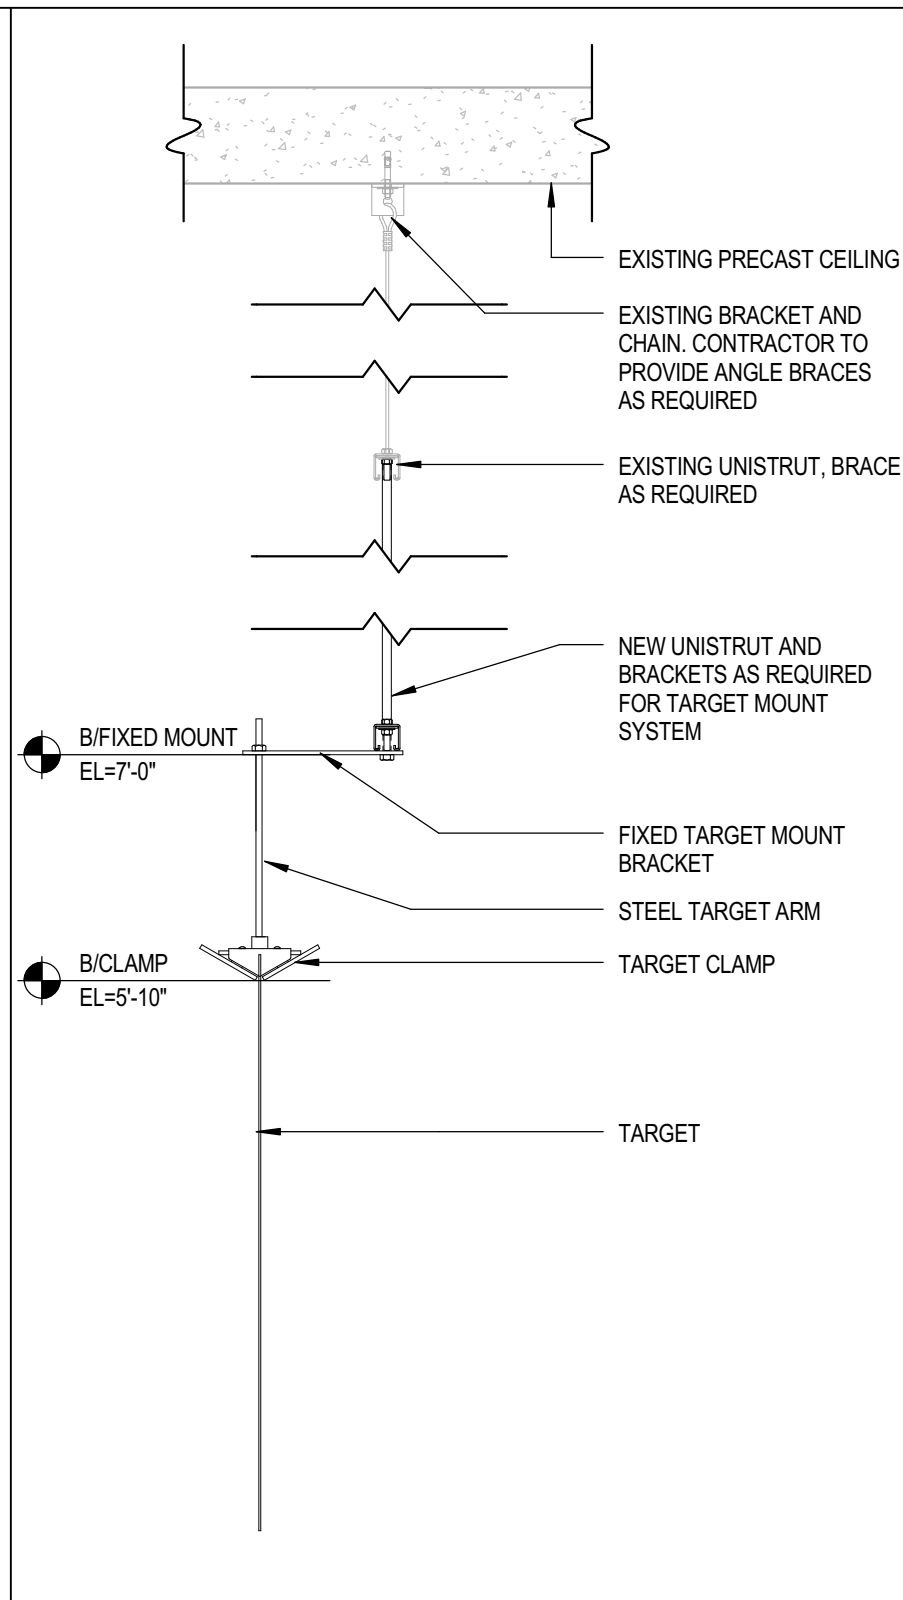 EXISTING PRECAST CEILING
EXISTING BRACKET AND
CHAIN. CONTRACTOR TO
PROVIDE ANGLE BRACES
AS REQUIRED
EXISTING UNISTRUT, BRACE
AS REQUIRED
NEW UNISTRUT AND
BRACKETS AS REQUIRED
FOR TARGET MOUNT
SYSTEM
B/FIXED MOUNT
EL=7'-0"
FIXED TARGET MOUNT
BRACKET
STEEL TARGET ARM
B/CLAMP
EL=5'-10"
TARGET CLAMP
TARGET